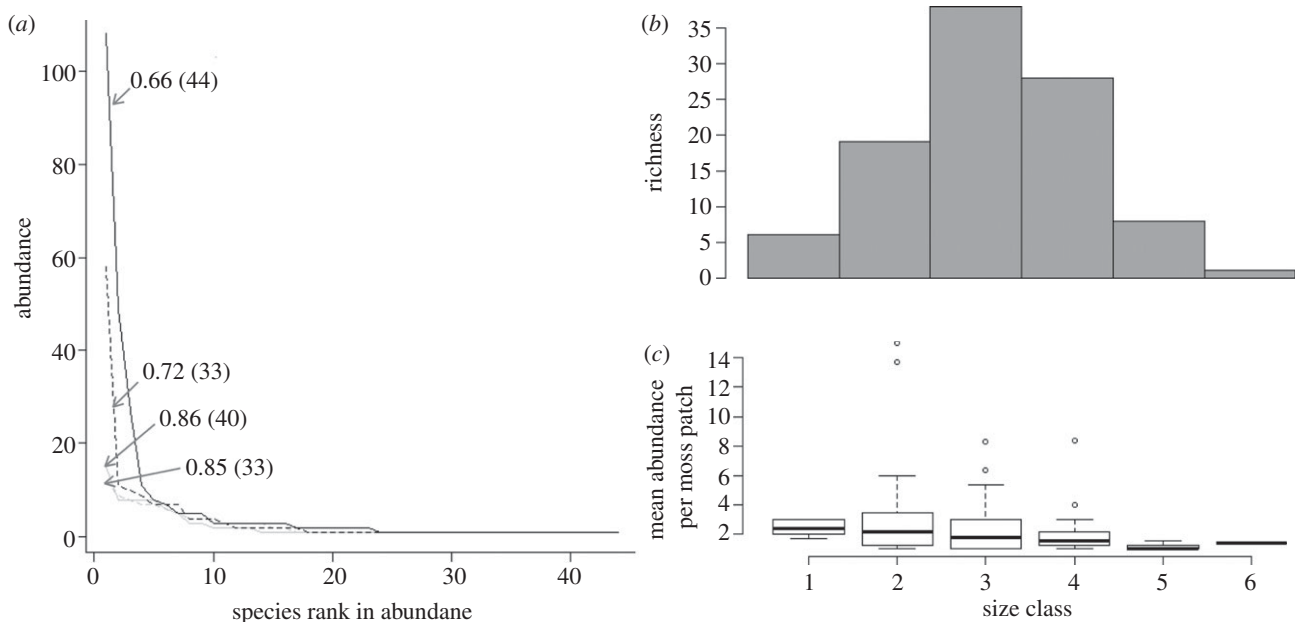 (a)
100
80
60
40
20
0
abundance
0.66 (44)
0.72 (33)
0.86 (40)
0.85 (33)
0 10 20 30 40
species rank in abundane
(b)
35
30
25
20
15
10
5
0
richness
(c)
14
12
10
8
6
4
2
mean abundance
per moss patch
1 2 3 4 5 6
size class